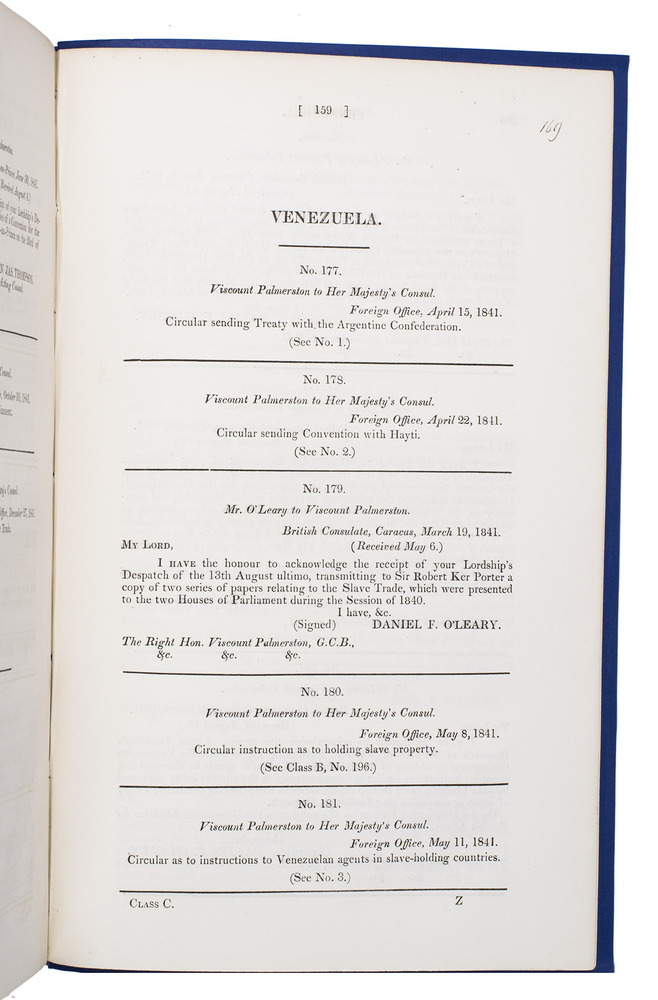 [ 159 ]
169
VENEZUELA.
No. 177.
Viscount Palmerston to Her Majesty's Consul.
Foreign Office, April 15, 1841.
Circular sending Treaty with the Argentine Confederation.
(See No. 1.)
No. 178.
Viscount Palmerston to Her Majesty's Consul.
Foreign Office, April 22, 1841.
Circular sending Convention with Hayti.
(See No. 2.)
No. 179.
Mr. O'Leary to Viscount Palmerston.
British Consulate, Caracas, March 19, 1841.
MY LORD, (Received May 6.)
I HAVE the honour to acknowledge the receipt of your Lordship's
Despatch of the 13th August ultimo, transmitting to Sir Robert Ker Porter a
copy of two series of papers relating to the Slave Trade, which were presented
to the two Houses of Parliament during the Session of 1840.
I have, &c.
(Signed) DANIEL F. O'LEARY.
The Right Hon. Viscount Palmerston, G.C.B.,
&c. &c. &c.
No. 180.
Viscount Palmerston to Her Majesty's Consul.
Foreign Office, May 8, 1841.
Circular instruction as to holding slave property.
(See Class B, No. 196.)
No. 181.
Viscount Palmerston to Her Majesty's Consul.
Foreign Office, May 11, 1841.
Circular as to instructions to Venezuelan agents in slave-holding countries.
(See No. 3.)
CLASS C. Z